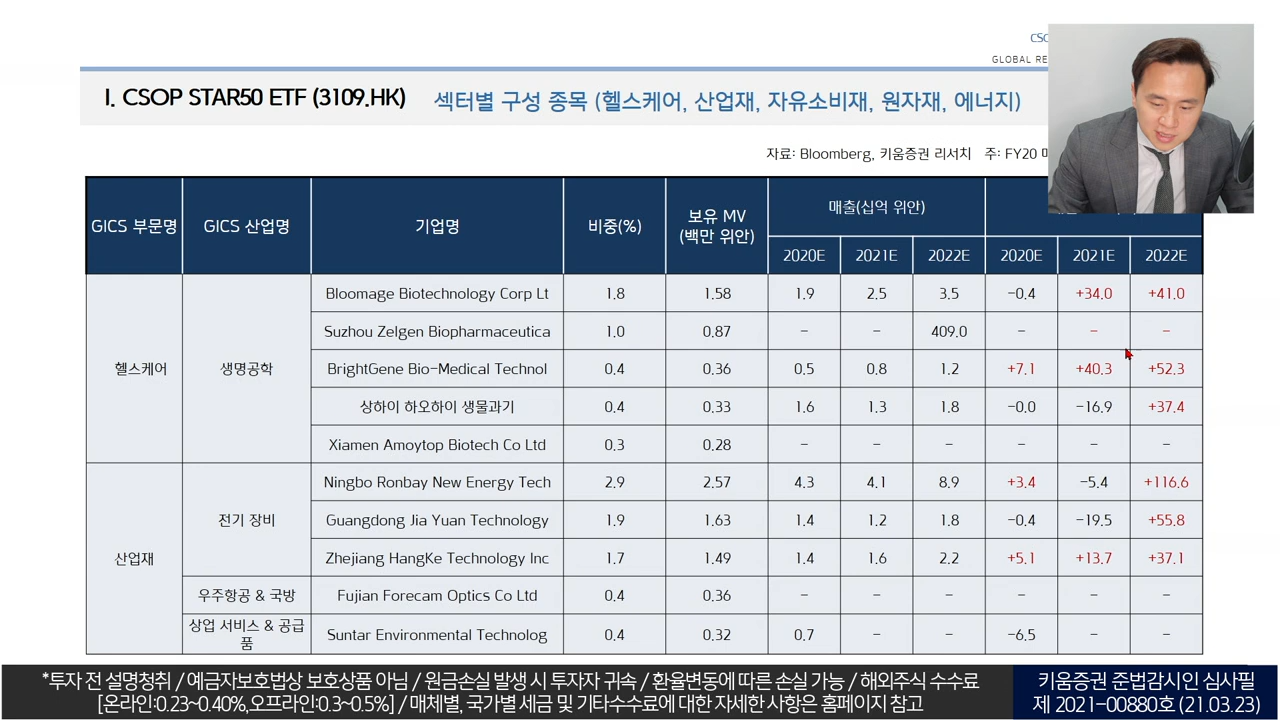 CSO
GLOBAL RE
I. CSOP STAR50 ETF (3109.HK) 섹터별 구성 종목 (헬스케어, 산업재, 자유소비재, 원자재, 에너지)
자료: Bloomberg, 키움증권 리서치 주: FY20
GICS 부문명 GICS 산업명 기업명 비중(%) 보유 MV (백만 위안) 매출(십억 위안)
2020E 2021E 2022E 2020E 2021E 2022E
헬스케어 생명공학
Bloomage Biotechnology Corp Lt 1.8 1.58 1.9 2.5 3.5 -0.4 +34.0 +41.0
Suzhou Zelgen Biopharmaceutica 1.0 0.87 - - 409.0 - - -
BrightGene Bio-Medical Technol 0.4 0.36 0.5 0.8 1.2 +7.1 +40.3 +52.3
상하이 하오하이 생물과기 0.4 0.33 1.6 1.3 1.8 -0.0 -16.9 +37.4
Xiamen Amoytop Biotech Co Ltd 0.3 0.28 - - - - - -
산업재 전기 장비
Ningbo Ronbay New Energy Tech 2.9 2.57 4.3 4.1 8.9 +3.4 -5.4 +116.6
Guangdong Jia Yuan Technology 1.9 1.63 1.4 1.2 1.8 -0.4 -19.5 +55.8
Zhejiang HangKe Technology Inc 1.7 1.49 1.4 1.6 2.2 +5.1 +13.7 +37.1
우주항공 & 국방 Fujian Forecam Optics Co Ltd 0.4 0.36 - - - - - -
상업 서비스 & 공급품 Suntar Environmental Technolog 0.4 0.32 0.7 - - -6.5 - -
*투자 전 설명청취 / 예금자보호법상 보호상품 아님 / 원금손실 발생 시 투자자 귀속 / 환율변동에 따른 손실 가능 / 해외주식 수수료
[온라인:0.23~0.40%,오프라인:0.3~0.5%] / 매체별, 국가별 세금 및 기타수수료에 대한 자세한 사항은 홈페이지 참고
키움증권 준법감시인 심사필
제 2021-00880호 (21.03.23)